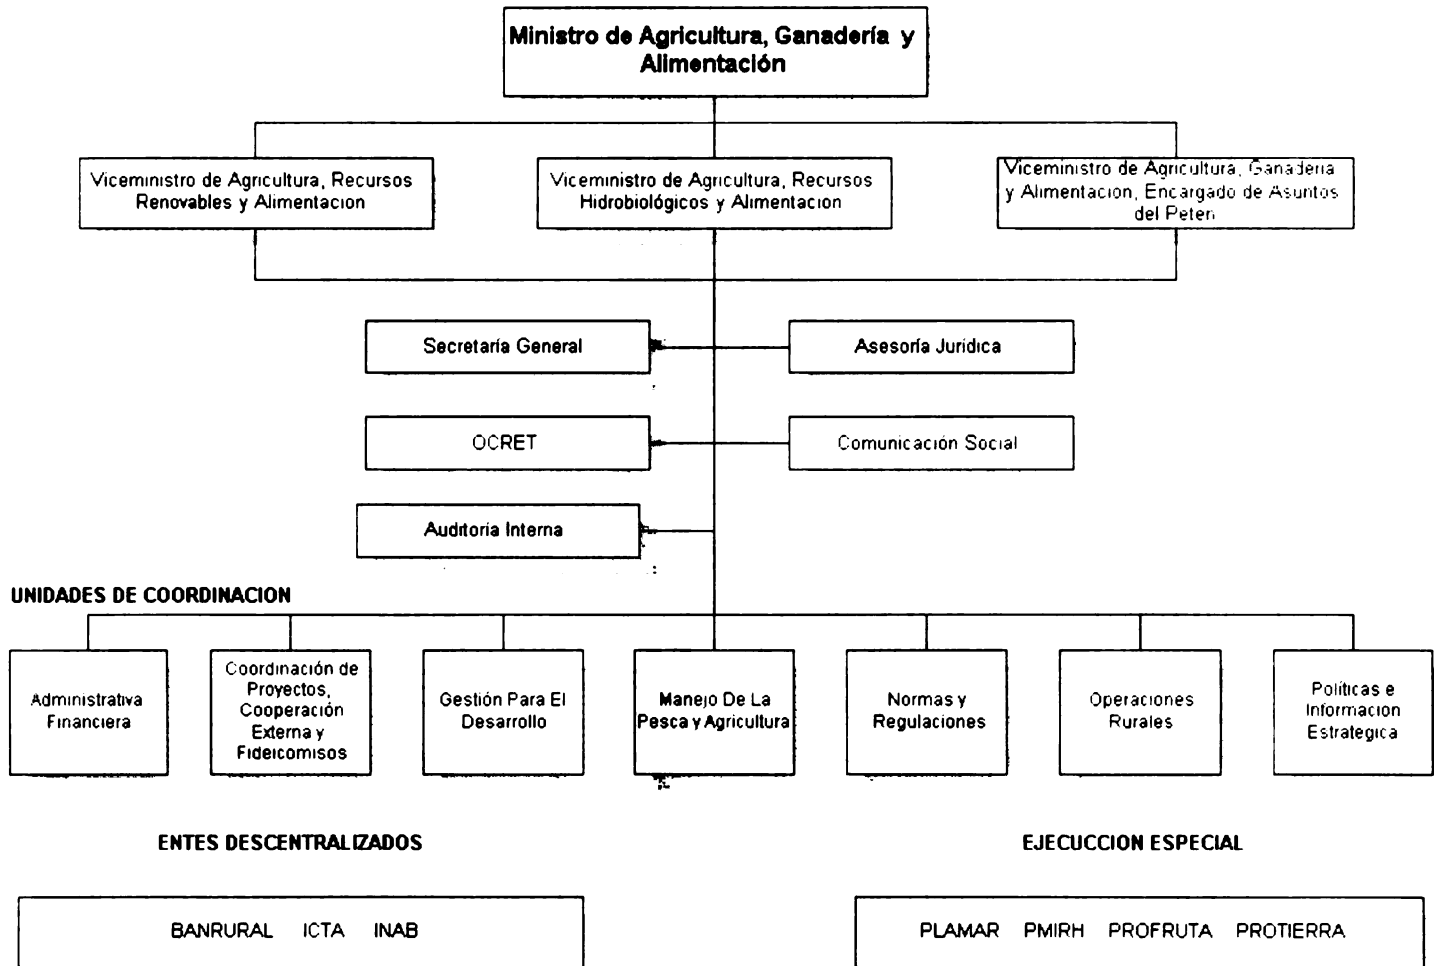 Ministro de Agricultura, Ganadería y
Alimentación
Viceministro de Agricultura, Recursos
Renovables y Alimentacion
Viceministro de Agricultura, Recursos
Hidrobiológicos y Alimentacion
Viceministro de Agricultura, Ganaderia
y Alimentacion, Encargado de Asuntos
del Peten
Secretaría General
Asesoría Juridica
OCRET
Comunicación Social
Auditoria Interna
UNIDADES DE COORDINACION
Administrativa
Financiera
Coordinación de
Proyectos,
Cooperación
Externa y
Fideicomisos
Gestión Para El
Desarrollo
Manejo De La
Pesca y Agricultura
Normas y
Regulaciones
Operaciones
Rurales
Políticas e
Información
Estrategica
ENTES DESCENTRALIZADOS
EJECUCCION ESPECIAL
BANRURAL ICTA INAB
PLAMAR PMIRH PROFRUTA PROTIERRA